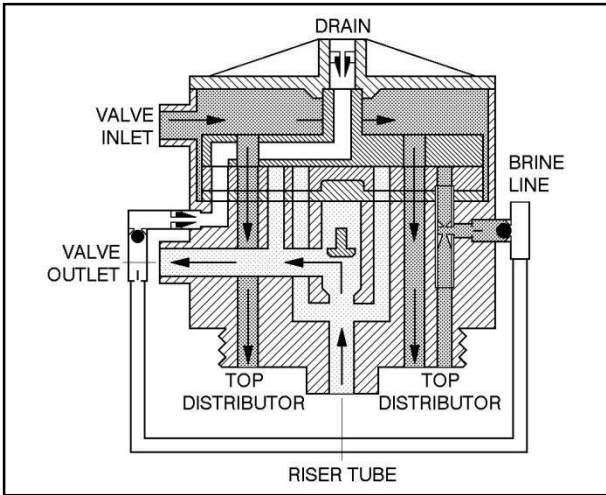 DRAIN
VALVE
INLET
BRINE
LINE
VALVE
OUTLET
TOP
DISTRIBUTOR
TOP
DISTRIBUTOR
RISER TUBE